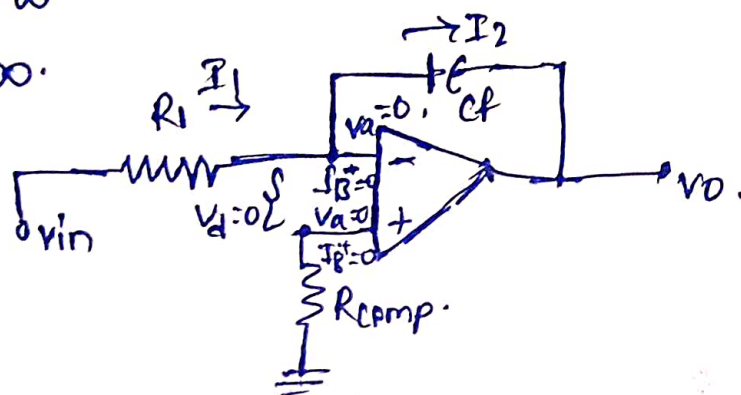 → I2
∞.
I1 →
R1
va=0.
Cf
−
IB⁻=0
Vd=0
va=0
+
vo.
vin
IB⁺=0
Rcomp.